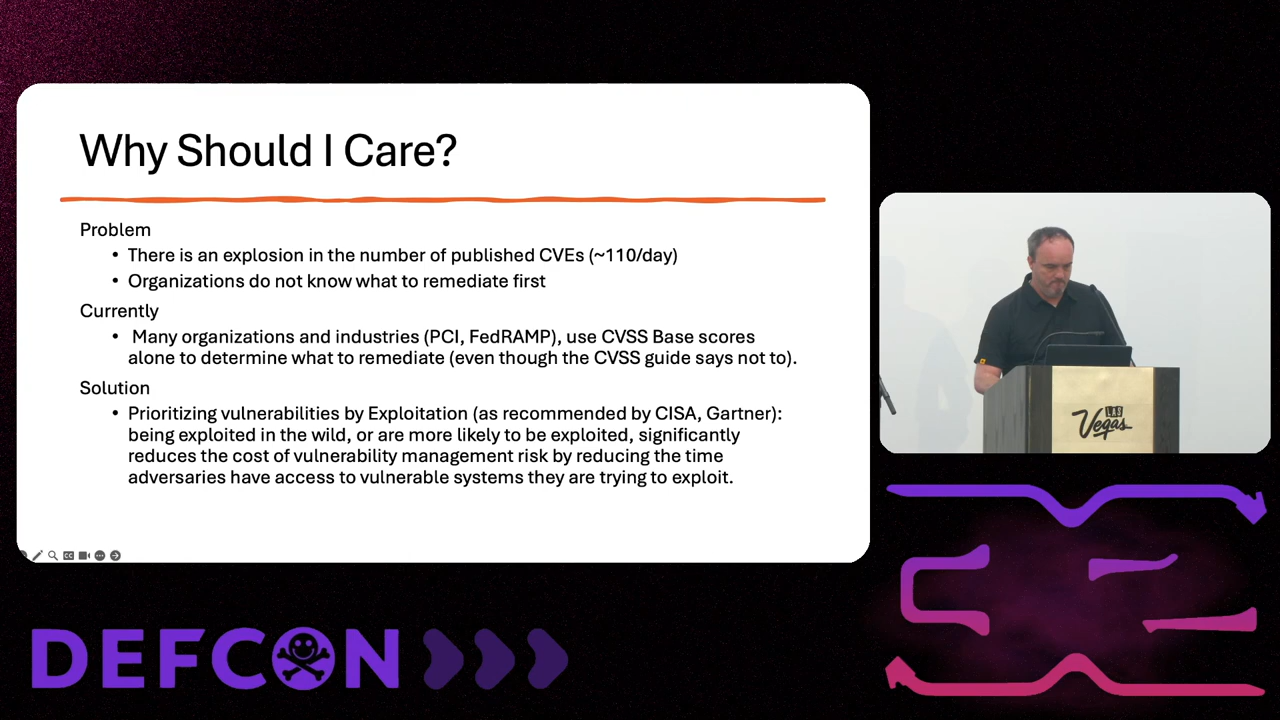 Why Should I Care?
Problem
• There is an explosion in the number of published CVEs (~110/day)
• Organizations do not know what to remediate first
Currently
• Many organizations and industries (PCI, FedRAMP), use CVSS Base scores
alone to determine what to remediate (even though the CVSS guide says not to).
Solution
• Prioritizing vulnerabilities by Exploitation (as recommended by CISA, Gartner):
being exploited in the wild, or are more likely to be exploited, significantly
reduces the cost of vulnerability management risk by reducing the time
adversaries have access to vulnerable systems they are trying to exploit.
CC
LAS
Vegas
DEFCON